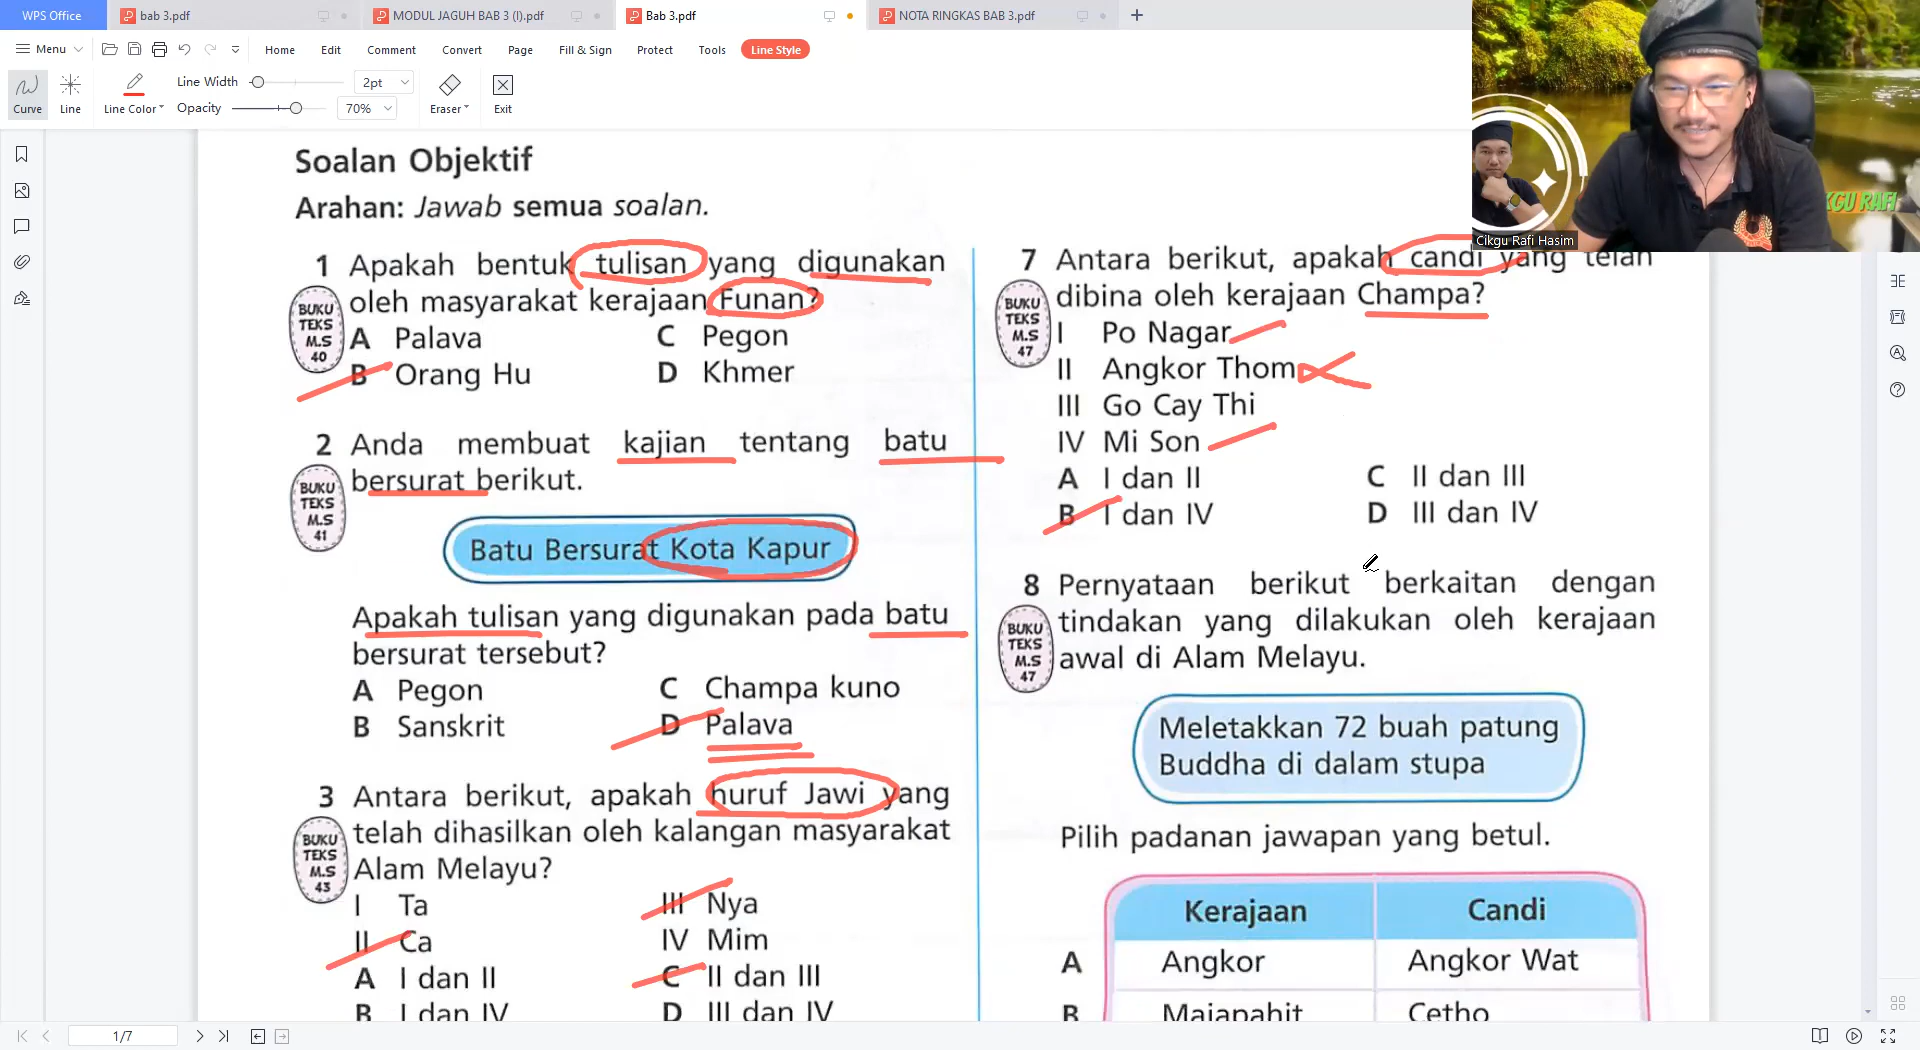 WPS Office
bab 3.pdf
MODUL JAGUH BAB 3 (I).pdf
Bab 3.pdf
NOTA RINGKAS BAB 3.pdf
Menu
Home
Edit
Comment
Convert
Page
Fill & Sign
Protect
Tools
Line Style
Curve
Line
Line Color
Line Width
2pt
Opacity
70%
Eraser
Exit
KGU RAFI
Cikgu Rafi Hasim
Soalan Objektif
Arahan: Jawab semua soalan.
1 Apakah bentuk tulisan yang digunakan
oleh masyarakat kerajaan Funan?
BUKU
TEKS
M.S
40
A Palava
C Pegon
B Orang Hu
D Khmer
2 Anda membuat kajian tentang batu
bersurat berikut.
BUKU
TEKS
M.S
41
Batu Bersurat Kota Kapur
Apakah tulisan yang digunakan pada batu
bersurat tersebut?
A Pegon
C Champa kuno
B Sanskrit
D Palava
3 Antara berikut, apakah huruf Jawi yang
telah dihasilkan oleh kalangan masyarakat
Alam Melayu?
BUKU
TEKS
M.S
43
I Ta
III Nya
II Ca
IV Mim
A I dan II
C II dan III
B I dan IV
D III dan IV
7 Antara berikut, apakah candi yang telah
dibina oleh kerajaan Champa?
BUKU
TEKS
M.S
47
I Po Nagar
II Angkor Thom
III Go Cay Thi
IV Mi Son
A I dan II
C II dan III
B I dan IV
D III dan IV
8 Pernyataan berikut berkaitan dengan
tindakan yang dilakukan oleh kerajaan
awal di Alam Melayu.
BUKU
TEKS
M.S
47
Meletakkan 72 buah patung
Buddha di dalam stupa
Pilih padanan jawapan yang betul.
Kerajaan
Candi
A Angkor
Angkor Wat
B Majapahit
Cetho
1/7